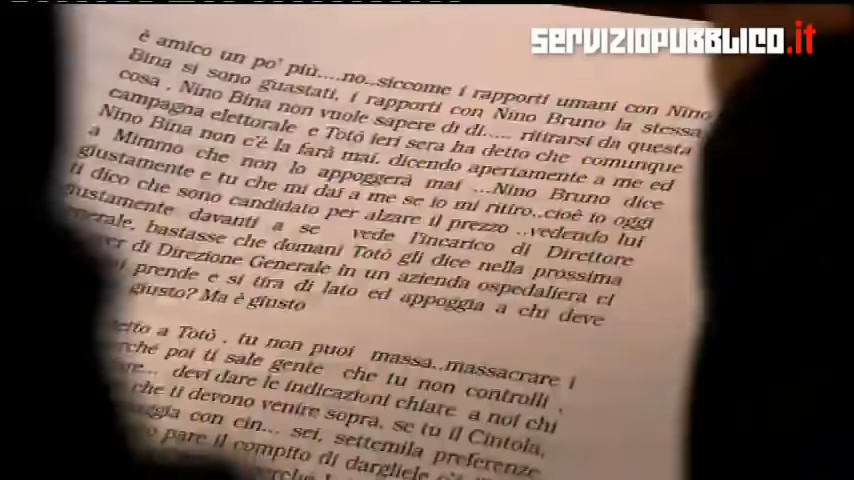 SERVIZIOPUBBLICO.it
è amico un po' più....no..siccome i rapporti umani con Nino
Bina si sono guastati, i rapporti con Nino Bruno la stessa
cosa , Nino Bina non vuole sapere di di..... ritirarsi da questa
campagna elettorale e Totò ieri sera ha detto che comunque
Nino Bina non c'è la farà mai, dicendo apertamente a me ed
a Mimmo che non lo appoggerà mai ...Nino Bruno dice
giustamente e tu che mi dai a me se io mi ritiro..cioè io oggi
ti dico che sono candidato per alzare il prezzo ..vedendo lui
giustamente davanti a se vede l'incarico di Direttore
nerale, bastasse che domani Totò gli dice nella prossima
ver di Direzione Generale in un azienda ospedaliera ci
prende e si tira di lato ed appoggia a chi deve
giusto? Ma è giusto
etto a Totò , tu non puoi massa..massacrare i
rché poi ti sale gente che tu non controlli ,
are... devi dare le indicazioni chiare a noi chi
che ti devono venire sopra, se tu il Cintola,
ggia con cin... sei, settemila preferenze
o pare il compito di dargliele